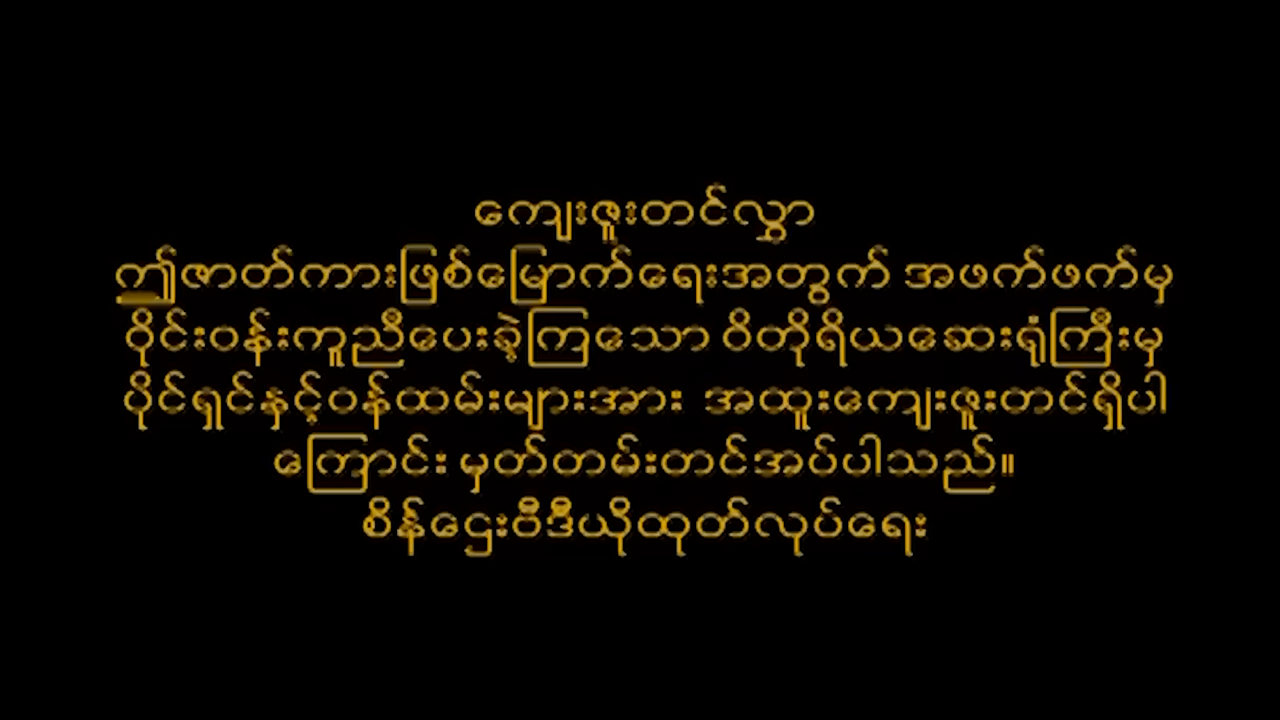 ကျေးဇူးတင်လွှာ
ဤဇာတ်ကားဖြစ်မြောက်ရေးအတွက် အဖက်ဖက်မှ
ဝိုင်းဝန်းကူညီပေးခဲ့ကြသော ဝိတိုရိယဆေးရုံကြီးမှ
ပိုင်ရှင်နှင့်ဝန်ထမ်းများအား အထူးကျေးဇူးတင်ရှိပါ
ကြောင်း မှတ်တမ်းတင်အပ်ပါသည်။
စိန်ဌေးဗီဒီယိုထုတ်လုပ်ရေး